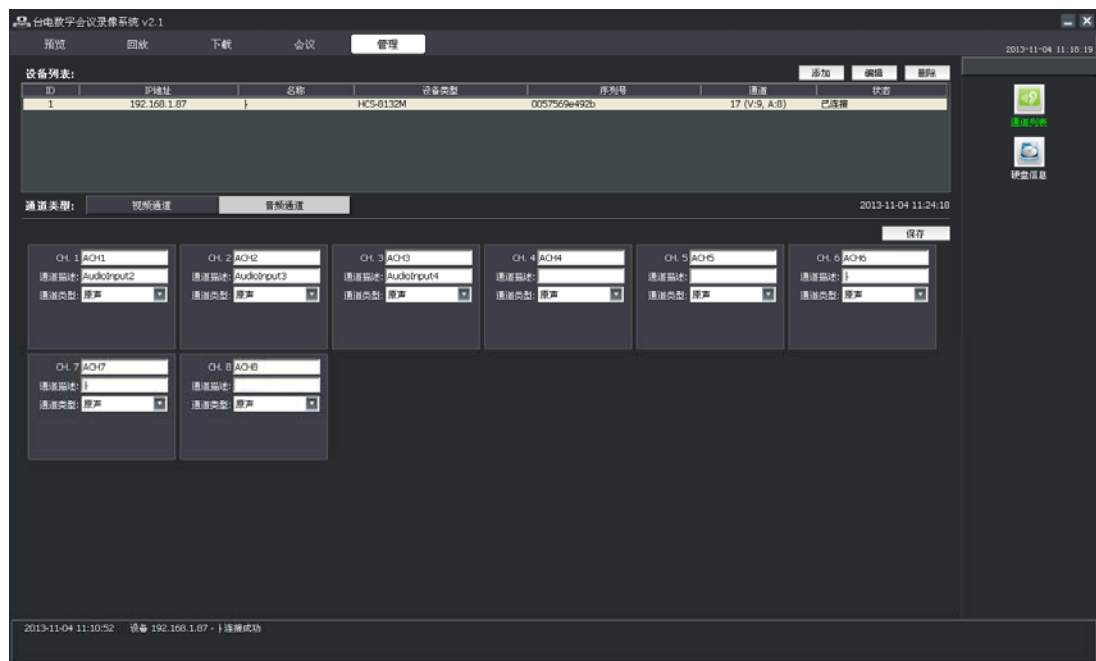 台电数字会议录像系统 v2.1
预览 回放 下载 会议 管理
2013-11-04 11:18:19
设备列表: 添加 编辑 删除
ID IP地址 名称 设备类型 序列号 通道 状态
1 192.168.1.87 ├ HCS-8132M 0057569e492b 17 (V:9, A:8) 已连接
通道列表
硬盘信息
通道类型: 视频通道 音频通道 2013-11-04 11:24:18
保存
CH. 1 ACH1 CH. 2 ACH2 CH. 3 ACH3 CH. 4 ACH4 CH. 5 ACH5 CH. 6 ACH6
通道描述: AudioInput2 通道描述: AudioInput3 通道描述: AudioInput4 通道描述: 通道描述: 通道描述: ├
通道类型: 原声 通道类型: 原声 通道类型: 原声 通道类型: 原声 通道类型: 原声 通道类型: 原声
CH. 7 ACH7 CH. 8 ACH8
通道描述: ├ 通道描述:
通道类型: 原声 通道类型: 原声
2013-11-04 11:10:52 设备 192.168.1.87 - ├ 连接成功